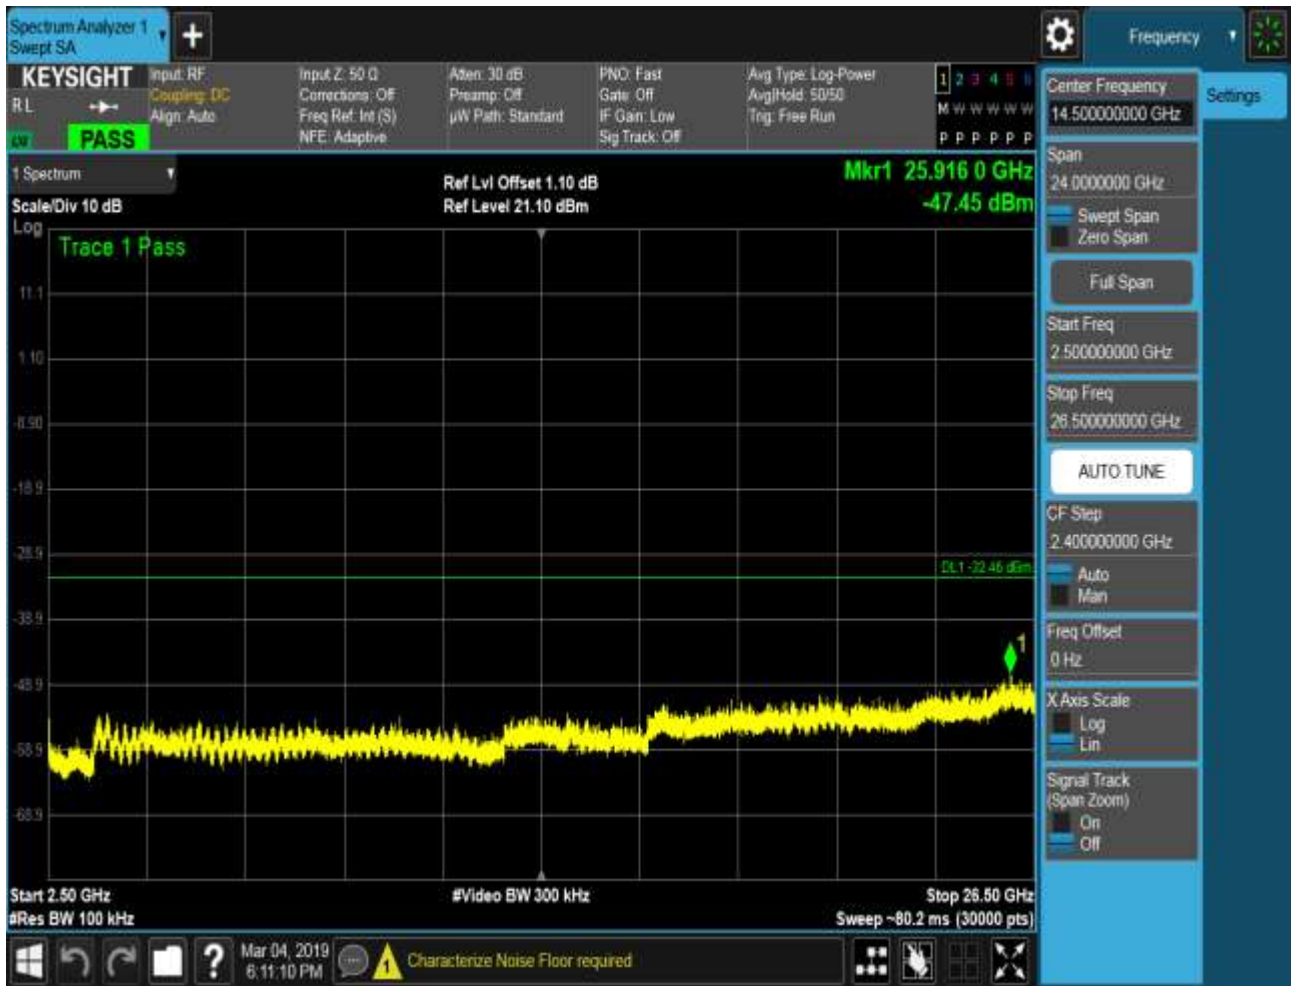 Spectrum Analyzer 1
Swept SA
+
Frequency
KEYSIGHT
R L
PASS
Input: RF
Coupling: DC
Align: Auto
Input Z: 50 Ω
Corrections: Off
Freq Ref: Int (S)
NFE: Adaptive
Atten: 30 dB
Preamp: Off
µW Path: Standard
PNO: Fast
Gate: Off
IF Gain: Low
Sig Track: Off
Avg Type: Log-Power
Avg|Hold: 50/50
Trig: Free Run
1 2 3 4 5 6
M W W W W W
P P P P P P
1 Spectrum
Scale/Div 10 dB
Ref Lvl Offset 1.10 dB
Ref Level 21.10 dBm
Mkr1 25.916 0 GHz
-47.45 dBm
Log
Trace 1 Pass
11.1
1.10
-8.90
-18.9
-28.9
DL1 -32.46 dBm
-38.9
1
-48.9
-58.9
-68.9
Start 2.50 GHz
#Res BW 100 kHz
#Video BW 300 kHz
Stop 26.50 GHz
Sweep ~80.2 ms (30000 pts)
Center Frequency
14.500000000 GHz
Settings
Span
24.0000000 GHz
Swept Span
Zero Span
Full Span
Start Freq
2.500000000 GHz
Stop Freq
26.500000000 GHz
AUTO TUNE
CF Step
2.400000000 GHz
Auto
Man
Freq Offset
0 Hz
X Axis Scale
Log
Lin
Signal Track
(Span Zoom)
On
Off
?
Mar 04, 2019
6:11:10 PM
1
Characterize Noise Floor required